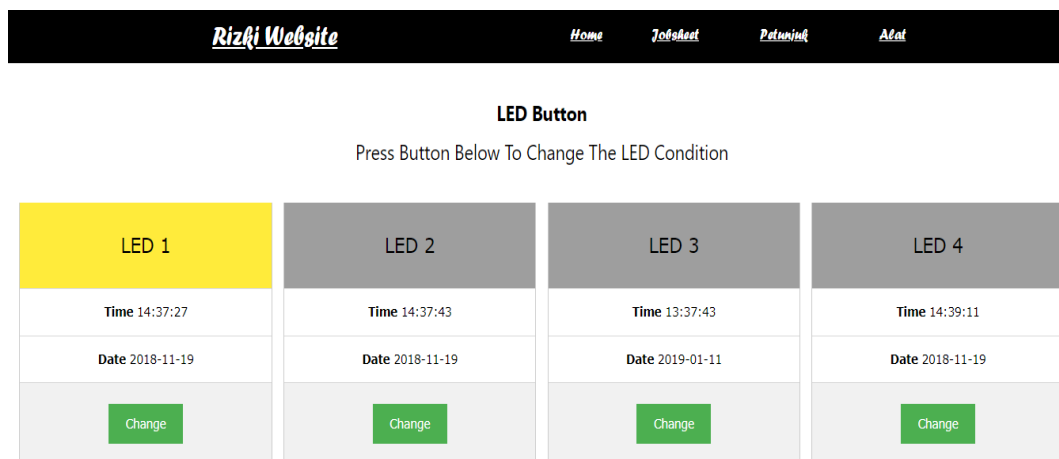 Rizki Website Home Jobsheet Petunjuk Alat
LED Button
Press Button Below To Change The LED Condition
LED 1 LED 2 LED 3 LED 4
Time 14:37:27 Time 14:37:43 Time 13:37:43 Time 14:39:11
Date 2018-11-19 Date 2018-11-19 Date 2019-01-11 Date 2018-11-19
Change Change Change Change